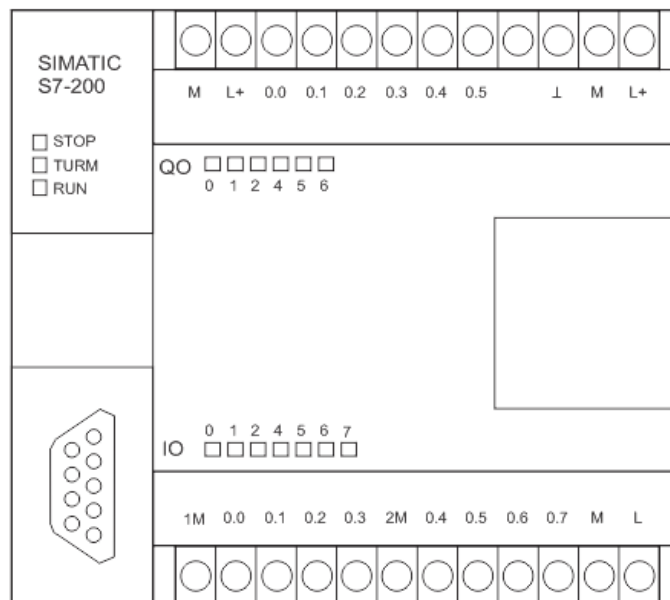 SIMATIC
S7-200
STOP
TURM
RUN
M L+ 0.0 0.1 0.2 0.3 0.4 0.5 ⊥ M L+
QO
0 1 2 4 5 6
0 1 2 4 5 6 7
IO
1M 0.0 0.1 0.2 0.3 2M 0.4 0.5 0.6 0.7 M L